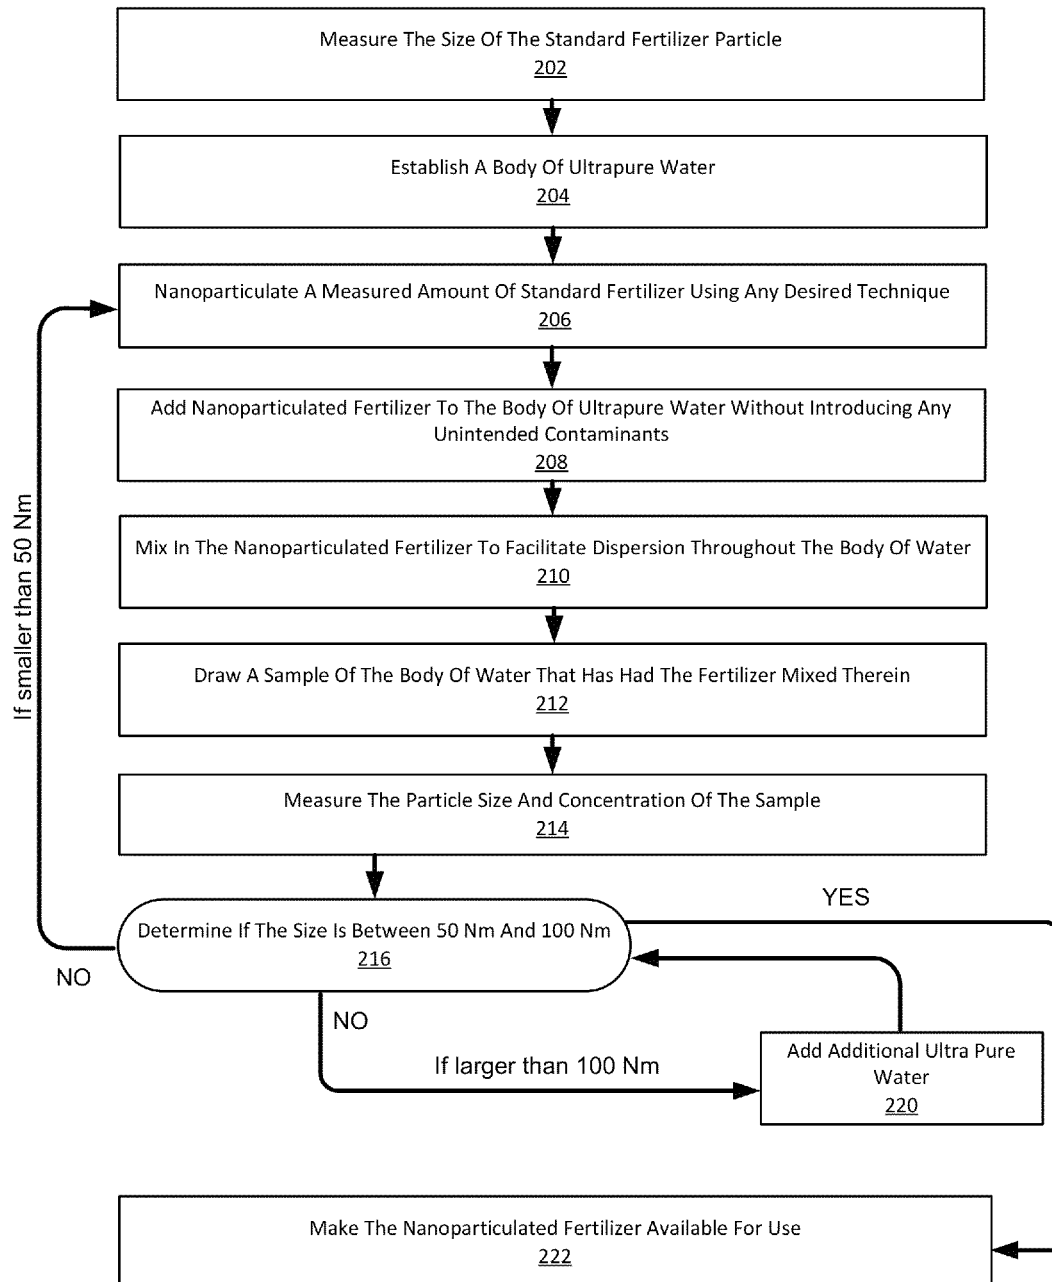 Measure The Size Of The Standard Fertilizer Particle
202
Establish A Body Of Ultrapure Water
204
Nanoparticulate A Measured Amount Of Standard Fertilizer Using Any Desired Technique
206
Add Nanoparticulated Fertilizer To The Body Of Ultrapure Water Without Introducing Any
Unintended Contaminants
208
Mix In The Nanoparticulated Fertilizer To Facilitate Dispersion Throughout The Body Of Water
210
Draw A Sample Of The Body Of Water That Has Had The Fertilizer Mixed Therein
212
Measure The Particle Size And Concentration Of The Sample
214
If smaller than 50 Nm
Determine If The Size Is Between 50 Nm And 100 Nm
216
YES
NO
NO
If larger than 100 Nm
Add Additional Ultra Pure
Water
220
Make The Nanoparticulated Fertilizer Available For Use
222